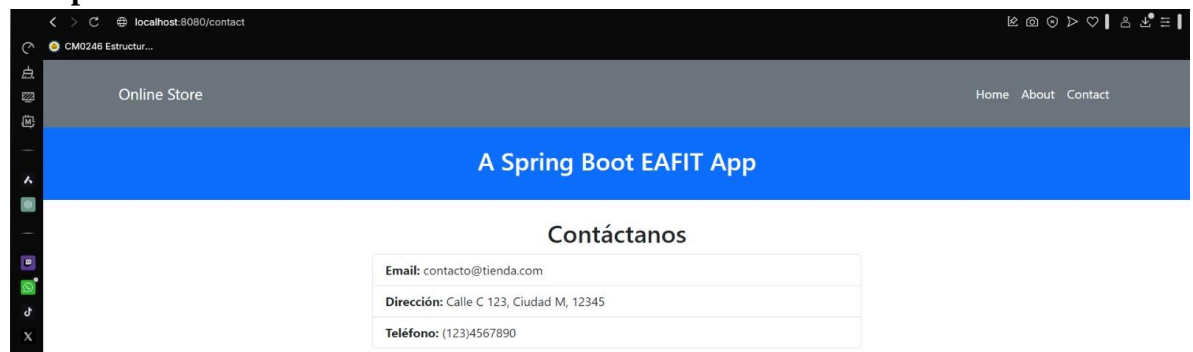 localhost:8080/contact
CM0246 Estructur...
Online Store
Home About Contact
A Spring Boot EAFIT App
Contáctanos
Email: contacto@tienda.com
Dirección: Calle C 123, Ciudad M, 12345
Teléfono: (123)4567890